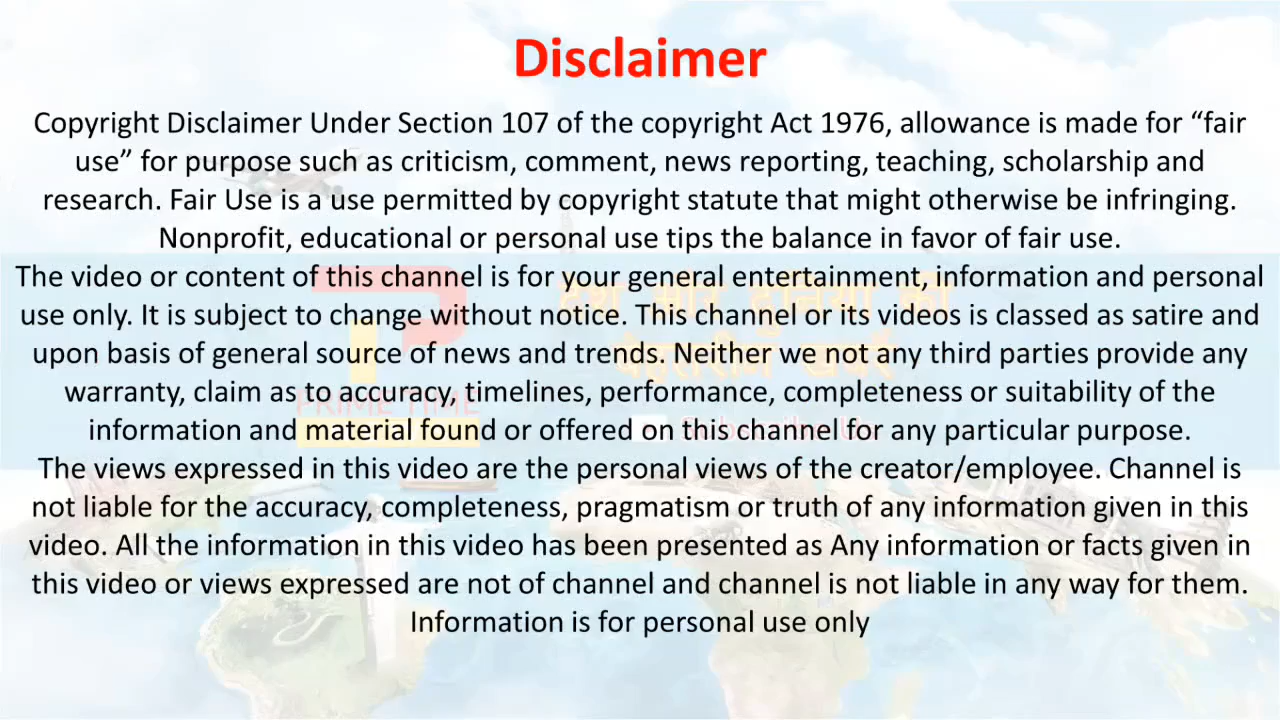 Disclaimer
Copyright Disclaimer Under Section 107 of the copyright Act 1976, allowance is made for “fair
use” for purpose such as criticism, comment, news reporting, teaching, scholarship and
research. Fair Use is a use permitted by copyright statute that might otherwise be infringing.
Nonprofit, educational or personal use tips the balance in favor of fair use.
The video or content of this channel is for your general entertainment, information and personal
use only. It is subject to change without notice. This channel or its videos is classed as satire and
upon basis of general source of news and trends. Neither we not any third parties provide any
warranty, claim as to accuracy, timelines, performance, completeness or suitability of the
information and material found or offered on this channel for any particular purpose.
The views expressed in this video are the personal views of the creator/employee. Channel is
not liable for the accuracy, completeness, pragmatism or truth of any information given in this
video. All the information in this video has been presented as Any information or facts given in
this video or views expressed are not of channel and channel is not liable in any way for them.
Information is for personal use only
देश और दुनिया की
बेहतरीन खबरें
PRIME TIME
Subscribe Us